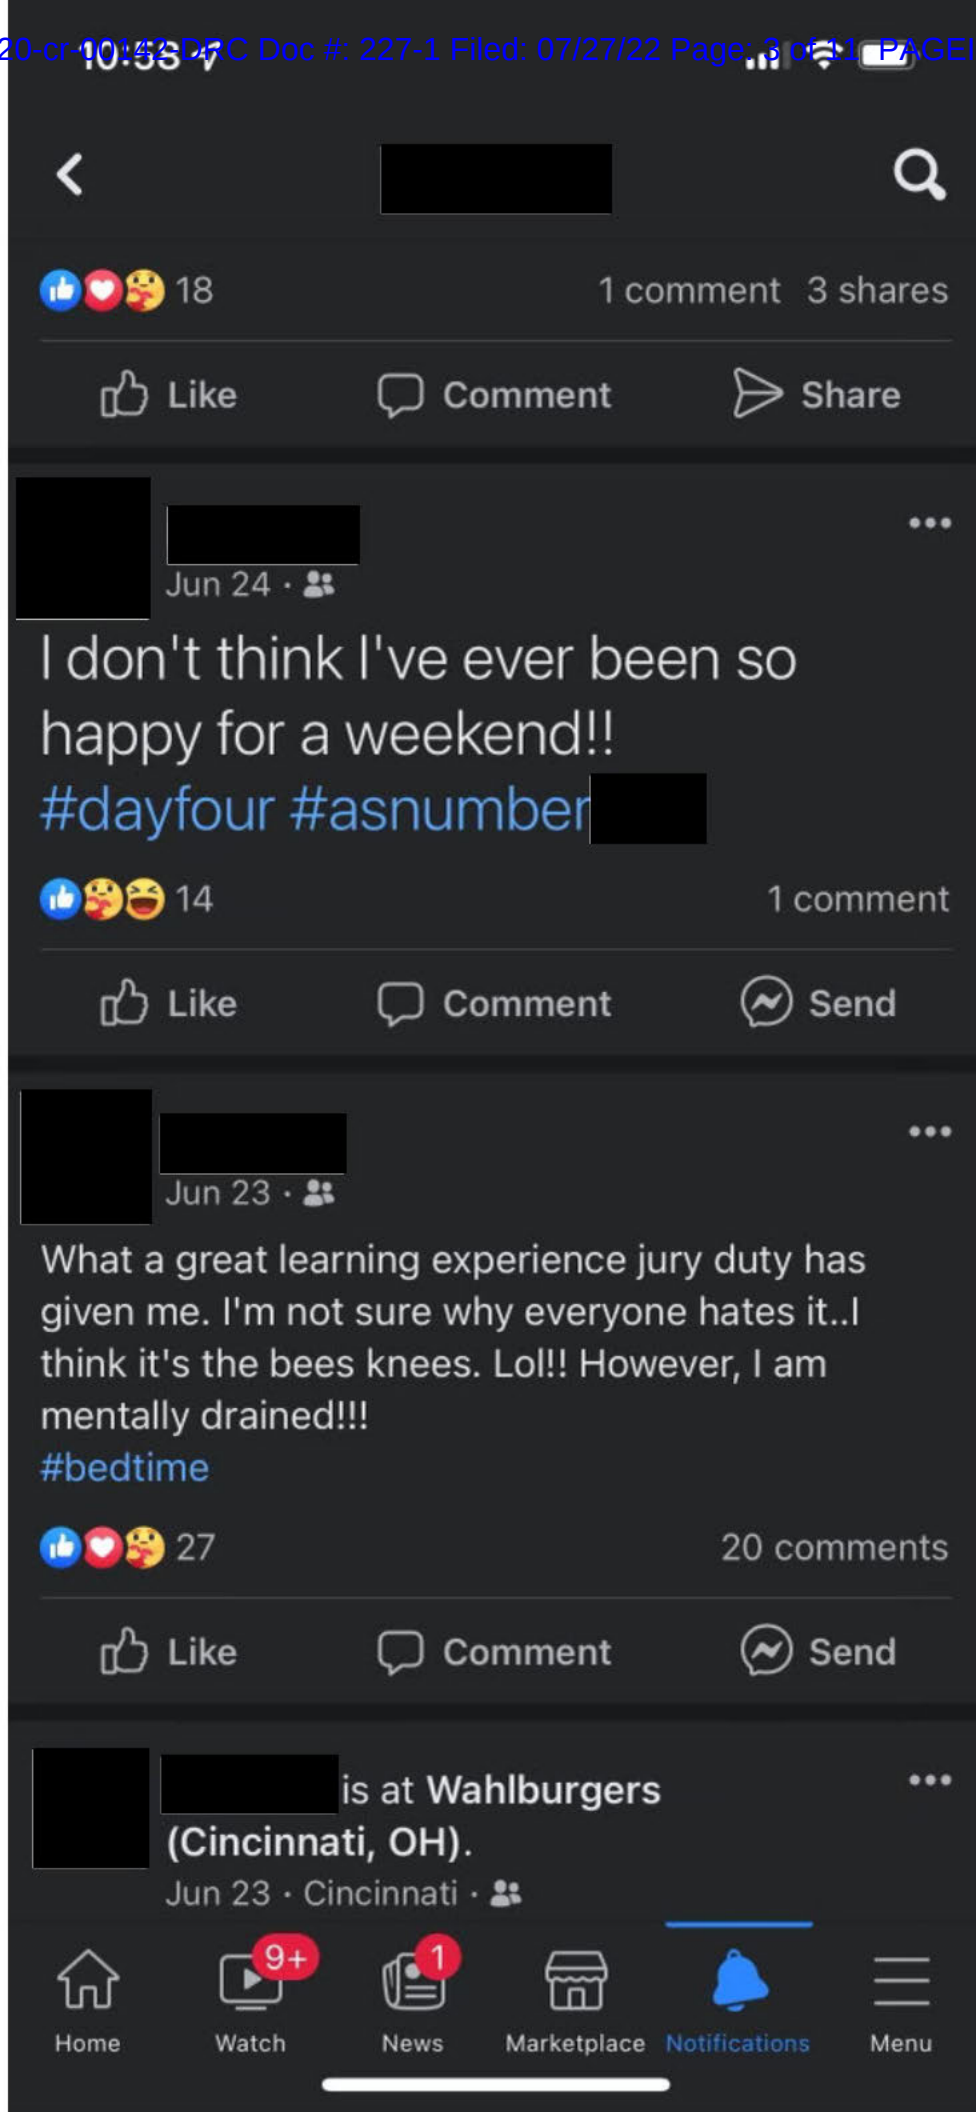 20-cr-00142-DRC Doc #: 227-1 Filed: 07/27/22 Page: 3 of 11 PAGEI
10:58
18
1 comment 3 shares
Like Comment Share
Jun 24 ·
I don't think I've ever been so
happy for a weekend!!
#dayfour #asnumber
14
1 comment
Like Comment Send
Jun 23 ·
What a great learning experience jury duty has
given me. I'm not sure why everyone hates it..I
think it's the bees knees. Lol!! However, I am
mentally drained!!!
#bedtime
27
20 comments
Like Comment Send
is at Wahlburgers
(Cincinnati, OH).
Jun 23 · Cincinnati ·
9+ 1
Home Watch News Marketplace Notifications Menu